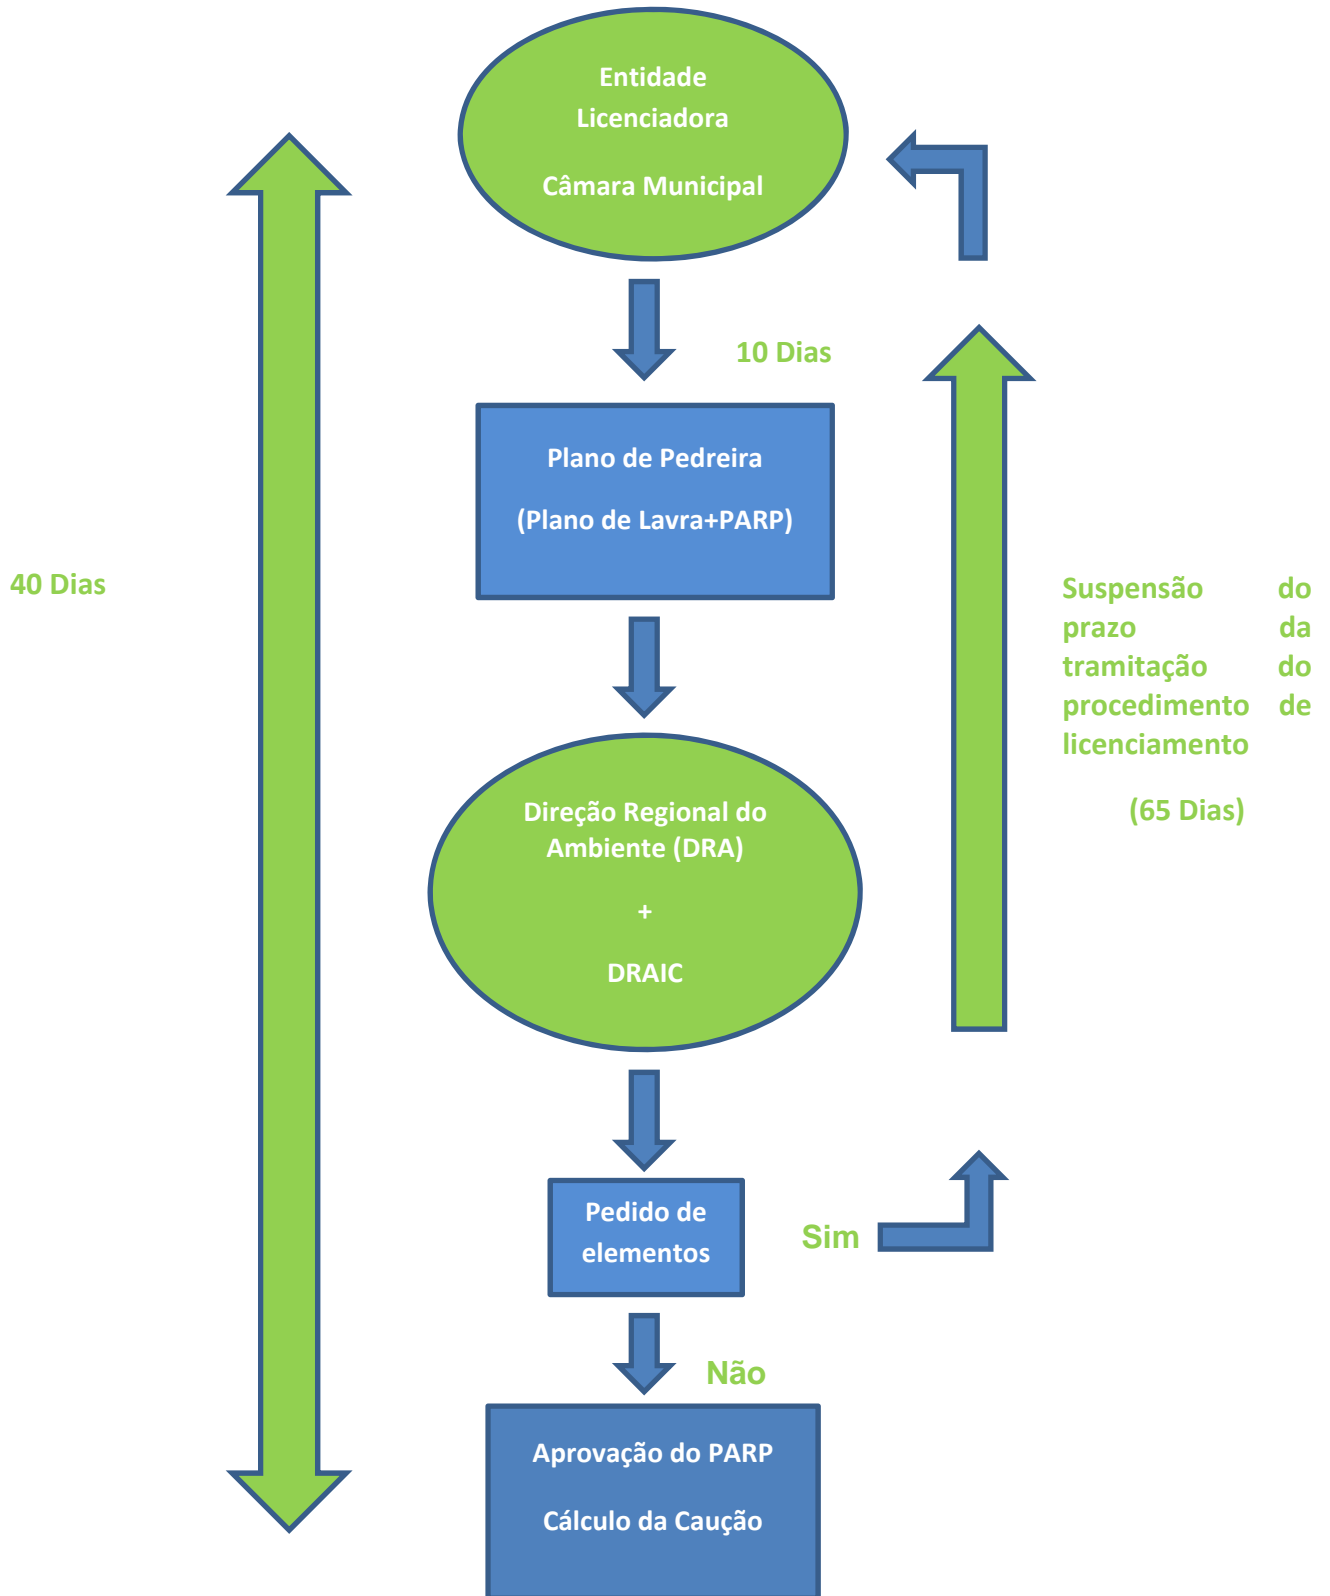 Entidade
Licenciadora
Câmara Municipal
10 Dias
Plano de Pedreira
(Plano de Lavra+PARP)
40 Dias
Suspensão do
prazo da
tramitação do
procedimento de
licenciamento
(65 Dias)
Direção Regional do
Ambiente (DRA)
+
DRAIC
Pedido de
elementos
Sim
Não
Aprovação do PARP
Cálculo da Caução